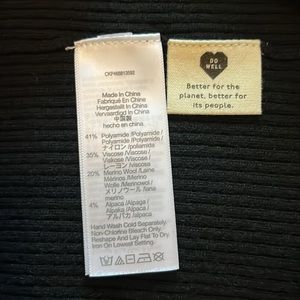 CKF468813592
Made In China
Fabriqué En Chine
Hergestellt In China
Vervaardigd In China
中国製
hecho en china
41% Polyamide /Polyamide /
Polyamid /Polyamide /
ナイロン /poliamida
35% Viscose /Viscose /
Viskose /Viscose /
レーヨン /viscosa
20% Merino Wool /Laine
Mérinos /Merino
Wolle /Merinowol /
メリノウール /lana
merino
4% Alpaca /Alpaga /
Alpaka /Alpaca /
アルパカ /alpaca
Hand Wash Cold Separately.
Non-Chlorine Bleach Only.
Reshape And Lay Flat To Dry.
Iron On Lowest Setting.
DO
WELL
Better for the
planet, better for
its people.